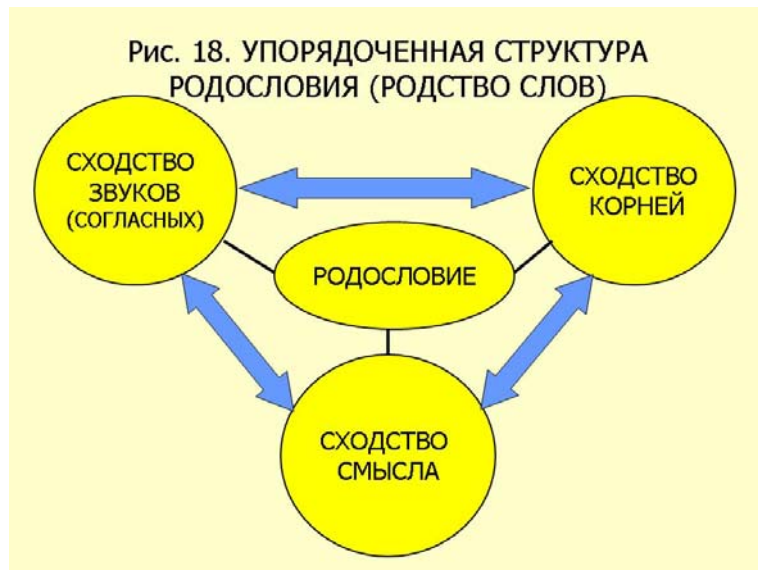 Рис. 18. УПОРЯДОЧЕННАЯ СТРУКТУРА
РОДОСЛОВИЯ (РОДСТВО СЛОВ)
СХОДСТВО
ЗВУКОВ
(СОГЛАСНЫХ)
СХОДСТВО
КОРНЕЙ
РОДОСЛОВИЕ
СХОДСТВО
СМЫСЛА